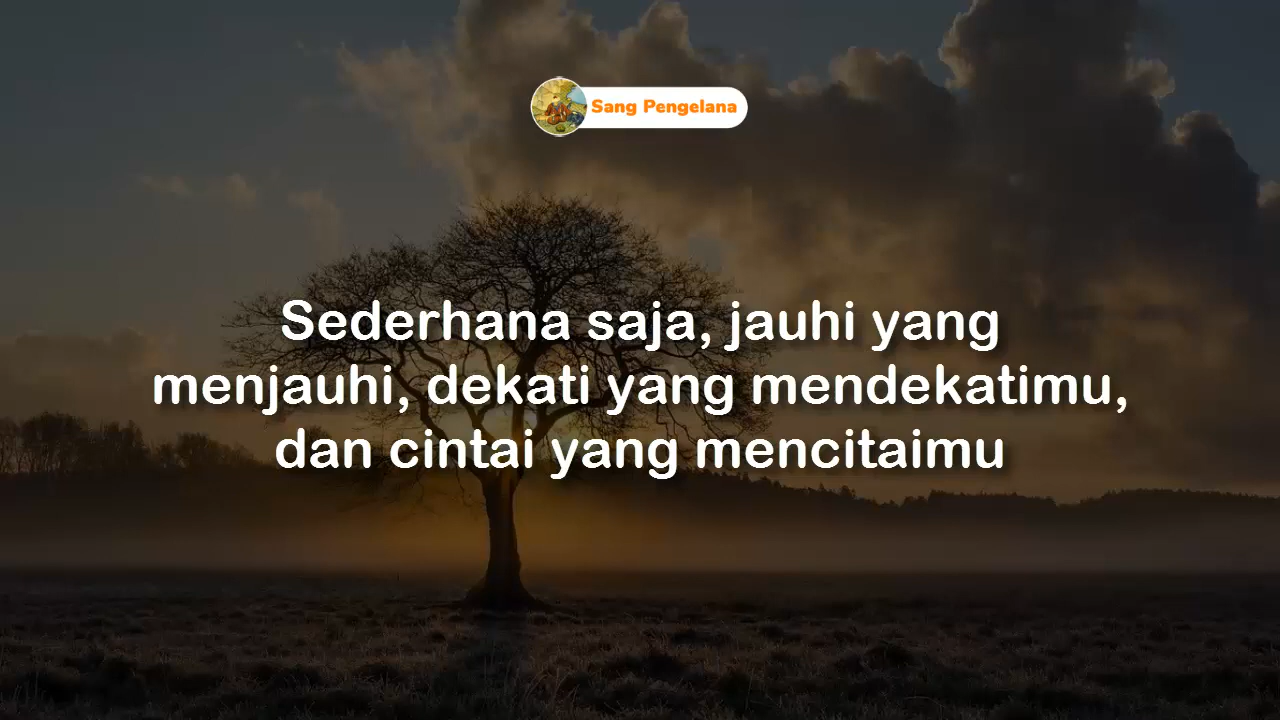 Sang Pengelana
Sederhana saja, jauhi yang
menjauhi, dekati yang mendekatimu,
dan cintai yang mencitaimu